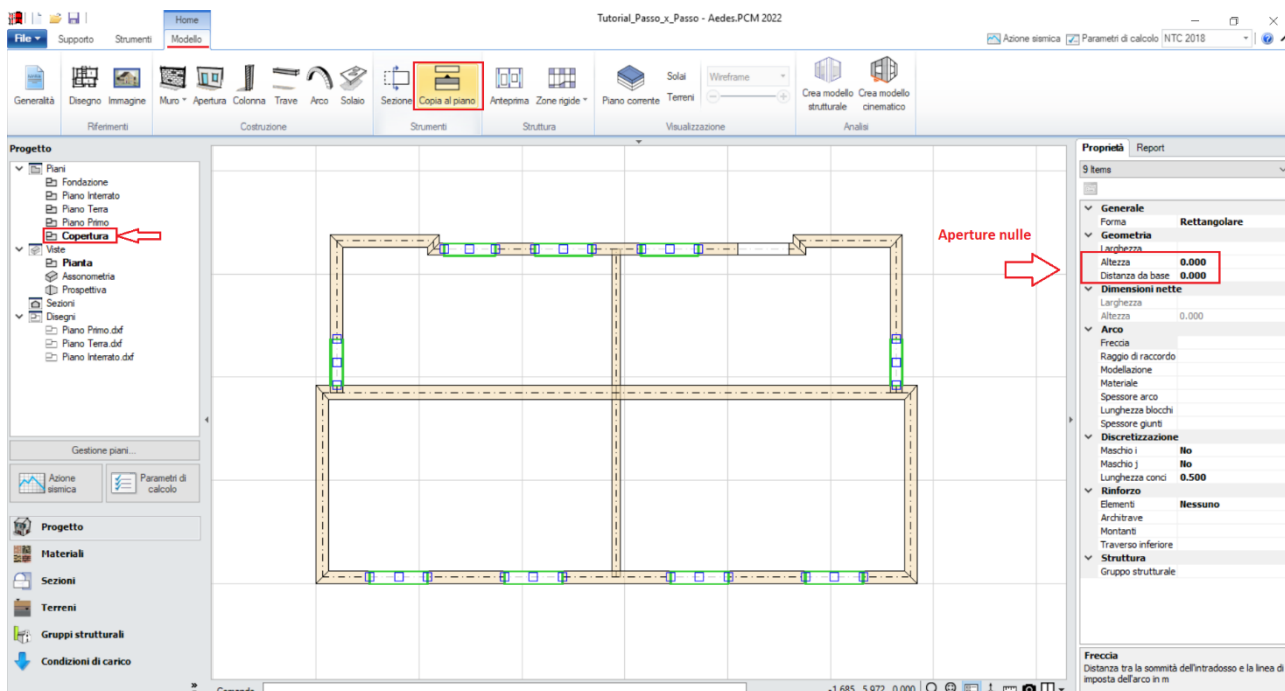 Tutorial_Passo_x_Passo - Aedes.PCM 2022
Home
File
Supporto
Strumenti
Modello
Azione sismica
Parametri di calcolo
NTC 2018
Generalità
Disegno
Immagine
Muro
Apertura
Colonna
Trave
Arco
Solaio
Sezione
Copia al piano
Anteprima
Zone rigide
Piano corrente
Solai
Terreni
Wireframe
Crea modello strutturale
Crea modello cinematico
Riferimenti
Costruzione
Strumenti
Struttura
Visualizzazione
Analisi
Progetto
Piani
Fondazione
Piano Interrato
Piano Terra
Piano Primo
Copertura
Viste
Pianta
Assonometria
Prospettiva
Sezioni
Disegni
Piano Primo.dxf
Piano Terra.dxf
Piano Interrato.dxf
Gestione piani...
Azione sismica
Parametri di calcolo
Progetto
Materiali
Sezioni
Terreni
Gruppi strutturali
Condizioni di carico
»
Aperture nulle
Comando
-1.685 5.972 0.000
Proprietà
Report
9 Items
Generale
Forma Rettangolare
Geometria
Larghezza
Altezza 0.000
Distanza da base 0.000
Dimensioni nette
Larghezza
Altezza 0.000
Arco
Freccia
Raggio di raccordo
Modellazione
Materiale
Spessore arco
Lunghezza blocchi
Spessore giunti
Discretizzazione
Maschio i No
Maschio j No
Lunghezza conci 0.500
Rinforzo
Elementi Nessuno
Architrave
Montanti
Traverso inferiore
Struttura
Gruppo strutturale
Freccia
Distanza tra la sommità dell'intradosso e la linea di
imposta dell'arco in m